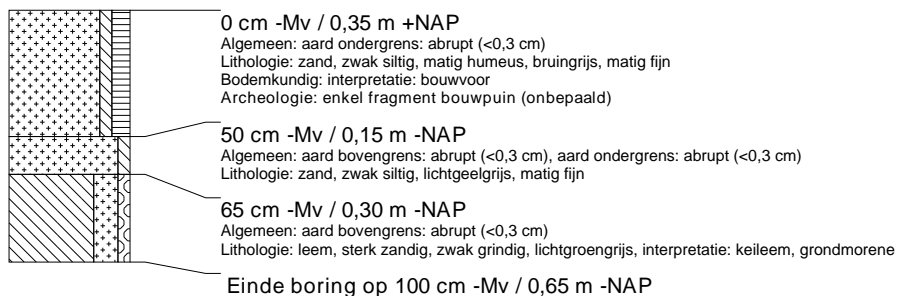 0 cm -Mv / 0,35 m +NAP
Algemeen: aard ondergrens: abrupt (<0,3 cm)
Lithologie: zand, zwak siltig, matig humeus, bruingrijs, matig fijn
Bodemkundig: interpretatie: bouwvoor
Archeologie: enkel fragment bouwpuin (onbepaald)
50 cm -Mv / 0,15 m -NAP
Algemeen: aard bovengrens: abrupt (<0,3 cm), aard ondergrens: abrupt (<0,3 cm)
Lithologie: zand, zwak siltig, lichtgeelgrijs, matig fijn
65 cm -Mv / 0,30 m -NAP
Algemeen: aard bovengrens: abrupt (<0,3 cm)
Lithologie: leem, sterk zandig, zwak grindig, lichtgroengrijs, interpretatie: keileem, grondmorene
Einde boring op 100 cm -Mv / 0,65 m -NAP